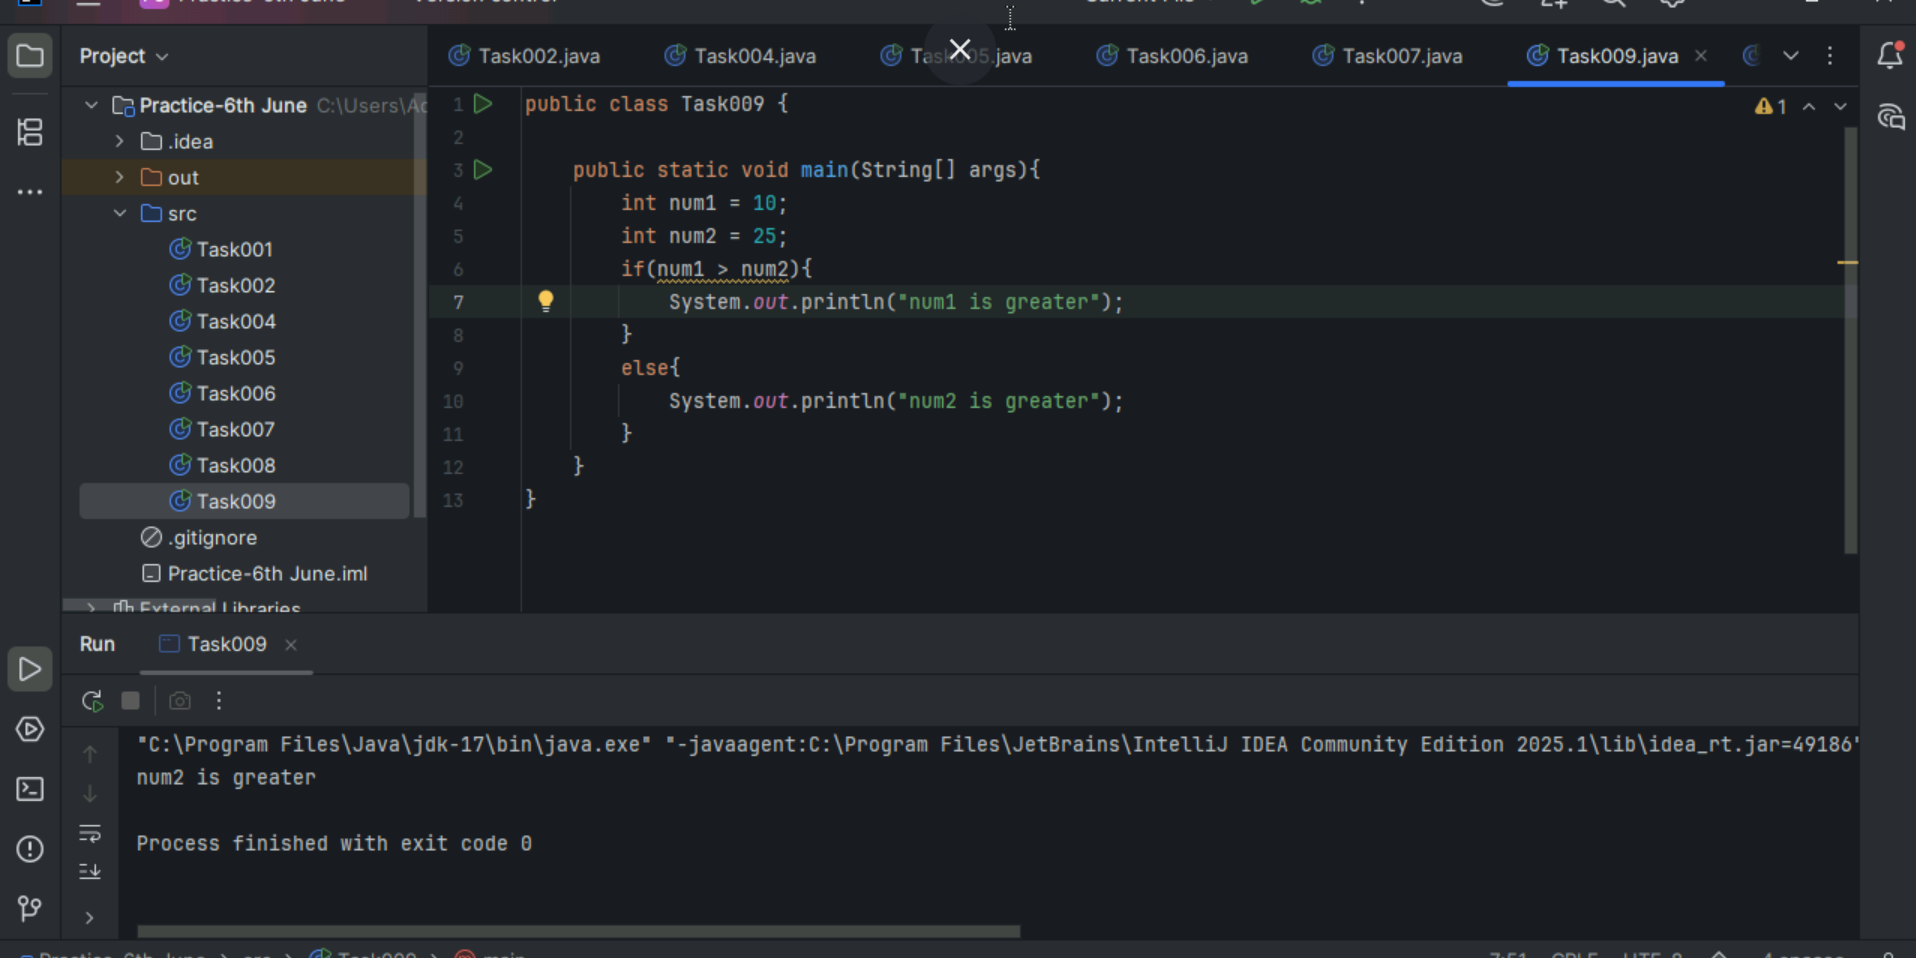 Project
Task002.java
Task004.java
Task006.java
Task007.java
Task009.java
Practice-6th June C:\Users\Ac
.idea
out
src
Task001
Task002
Task004
Task005
Task006
Task007
Task008
Task009
.gitignore
Practice-6th June.iml
External Libraries
1 public class Task009 {
2
3 public static void main(String[] args){
4 int num1 = 10;
5 int num2 = 25;
6 if(num1 > num2){
7 System.out.println("num1 is greater");
8 }
9 else{
10 System.out.println("num2 is greater");
11 }
12 }
13 }
1
Run
Task009
"C:\Program Files\Java\jdk-17\bin\java.exe" "-javaagent:C:\Program Files\JetBrains\IntelliJ IDEA Community Edition 2025.1\lib\idea_rt.jar=49186"
num2 is greater
Process finished with exit code 0